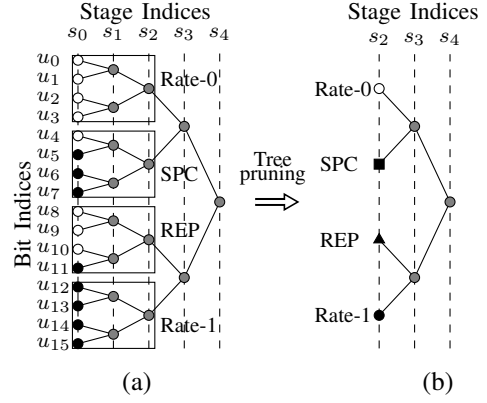 Stage Indices
s0 s1 s2 s3 s4
Bit Indices
u0
u1
u2
u3
u4
u5
u6
u7
u8
u9
u10
u11
u12
u13
u14
u15
Rate-0
SPC
REP
Rate-1
(a)
Tree
pruning
Stage Indices
s2 s3 s4
Rate-0
SPC
REP
Rate-1
(b)